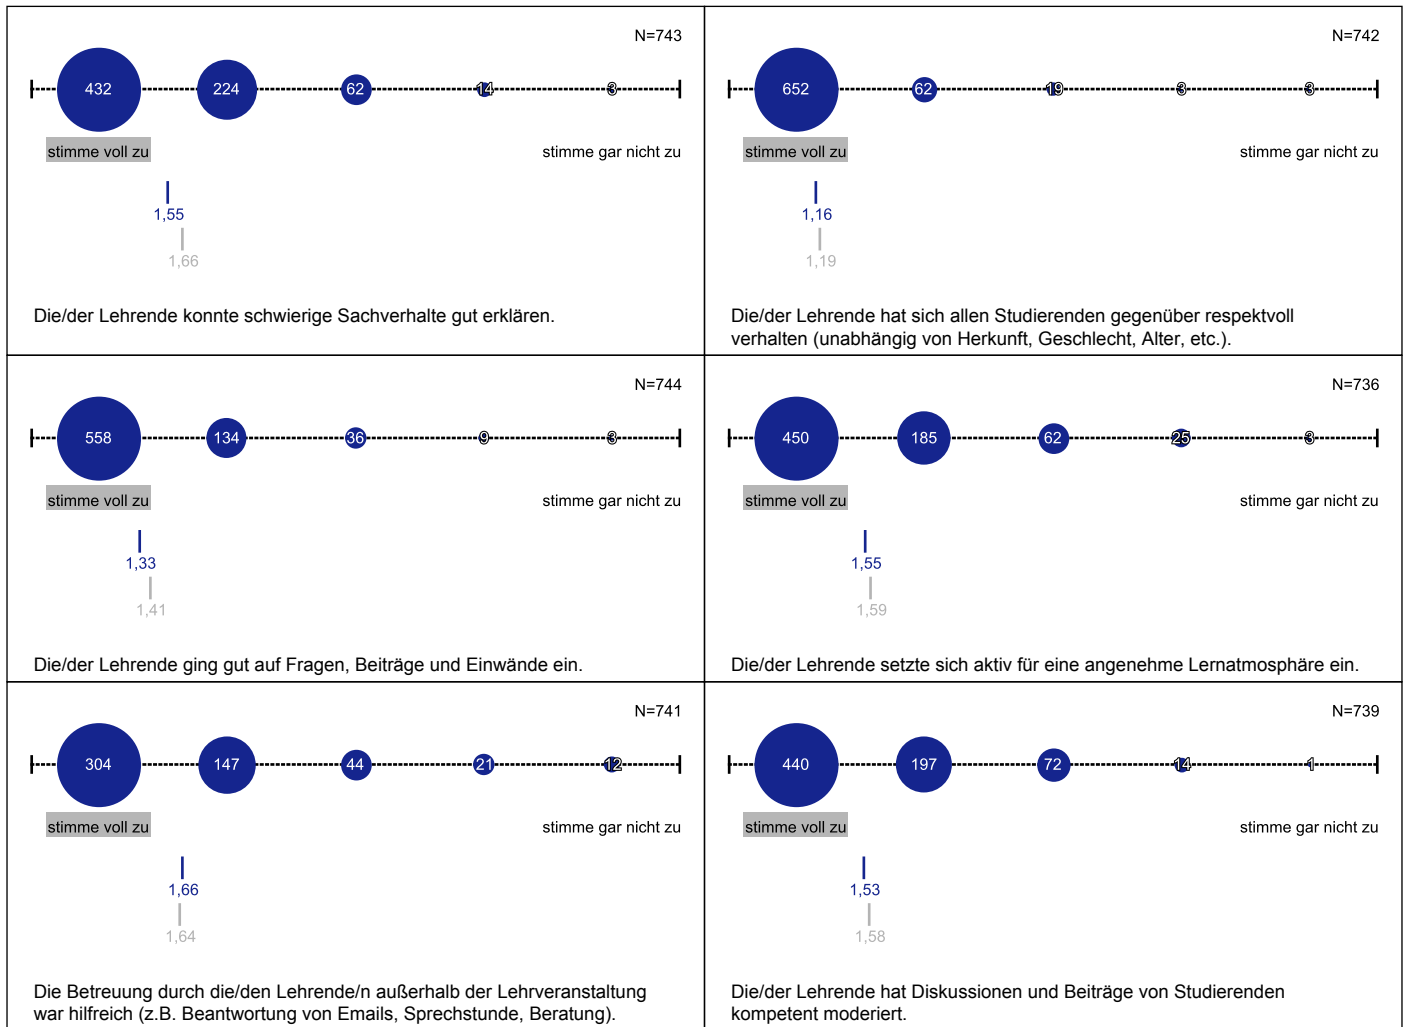 N=743
432 224 62 14 3
stimme voll zu stimme gar nicht zu
1,55
1,66
Die/der Lehrende konnte schwierige Sachverhalte gut erklären.
N=742
652 62 19 3 3
stimme voll zu stimme gar nicht zu
1,16
1,19
Die/der Lehrende hat sich allen Studierenden gegenüber respektvoll
verhalten (unabhängig von Herkunft, Geschlecht, Alter, etc.).
N=744
558 134 36 9 3
stimme voll zu stimme gar nicht zu
1,33
1,41
Die/der Lehrende ging gut auf Fragen, Beiträge und Einwände ein.
N=736
450 185 62 25 3
stimme voll zu stimme gar nicht zu
1,55
1,59
Die/der Lehrende setzte sich aktiv für eine angenehme Lernatmosphäre ein.
N=741
304 147 44 21 12
stimme voll zu stimme gar nicht zu
1,66
1,64
Die Betreuung durch die/den Lehrende/n außerhalb der Lehrveranstaltung
war hilfreich (z.B. Beantwortung von Emails, Sprechstunde, Beratung).
N=739
440 197 72 14 1
stimme voll zu stimme gar nicht zu
1,53
1,58
Die/der Lehrende hat Diskussionen und Beiträge von Studierenden
kompetent moderiert.